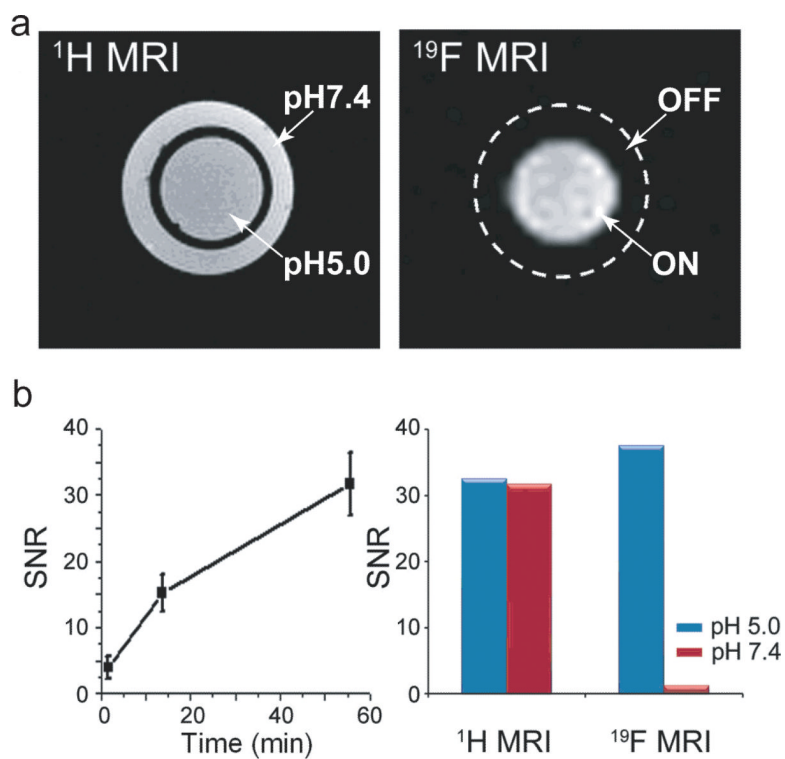 a
¹H MRI
pH7.4
pH5.0
¹⁹F MRI
OFF
ON
b
SNR
40
30
20
10
0
0
20
40
60
Time (min)
SNR
40
30
20
10
0
¹H MRI
¹⁹F MRI
pH 5.0
pH 7.4